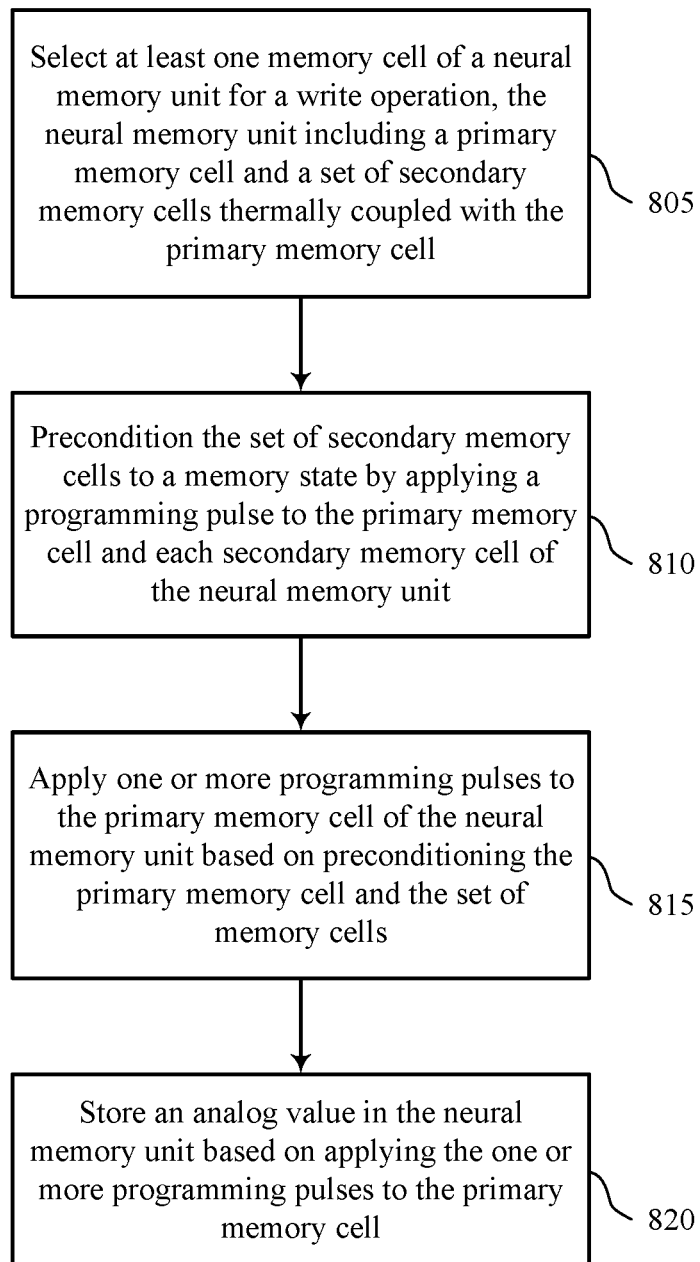 Select at least one memory cell of a neural
memory unit for a write operation, the
neural memory unit including a primary
memory cell and a set of secondary
memory cells thermally coupled with the
primary memory cell
805
Precondition the set of secondary memory
cells to a memory state by applying a
programming pulse to the primary memory
cell and each secondary memory cell of
the neural memory unit
810
Apply one or more programming pulses to
the primary memory cell of the neural
memory unit based on preconditioning the
primary memory cell and the set of
memory cells
815
Store an analog value in the neural
memory unit based on applying the one or
more programming pulses to the primary
memory cell
820